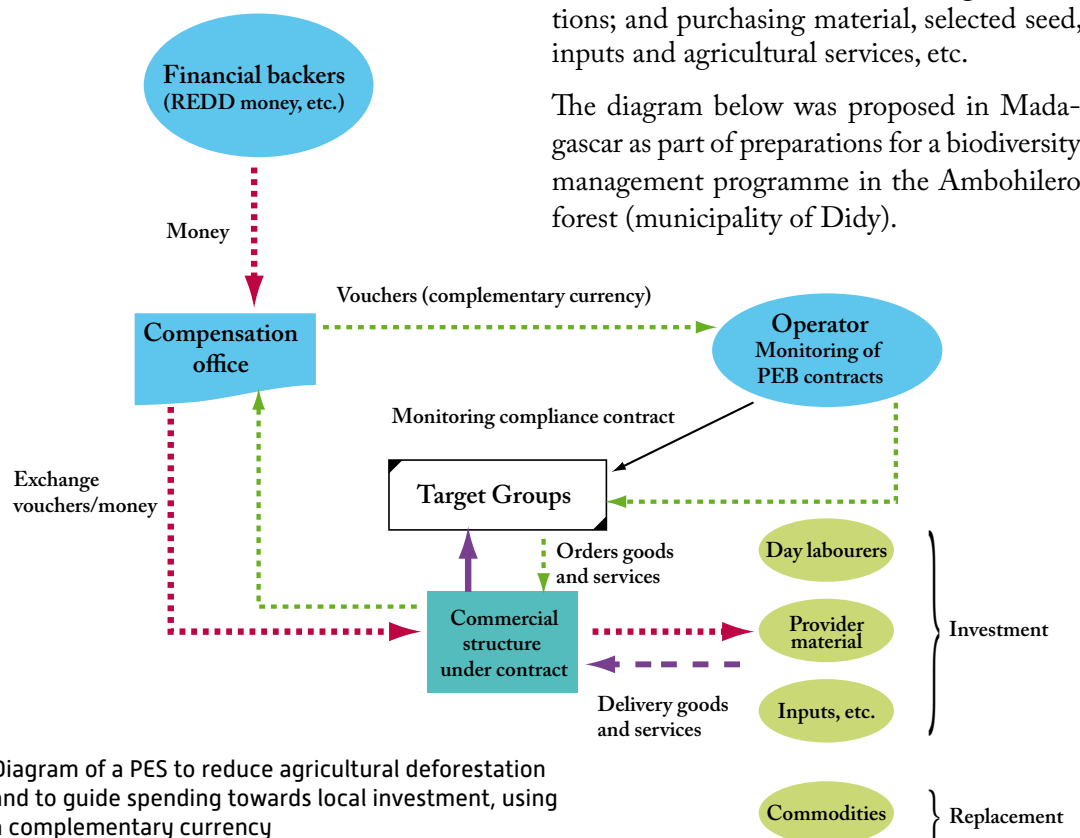 tions; and purchasing material, selected seed,
inputs and agricultural services, etc.
The diagram below was proposed in Mada-
gascar as part of preparations for a biodiversity
management programme in the Ambohilero
forest (municipality of Didy).
Financial backers
(REDD money, etc.)
Money
Vouchers (complementary currency)
Compensation
office
Operator
Monitoring of
PEB contracts
Monitoring compliance contract
Exchange
vouchers/money
Target Groups
Orders goods
and services
Day labourers
Commercial
structure
under contract
Provider
material
Investment
Delivery goods
and services
Inputs, etc.
Diagram of a PES to reduce agricultural deforestation
and to guide spending towards local investment, using
a complementary currency
Commodities
Replacement